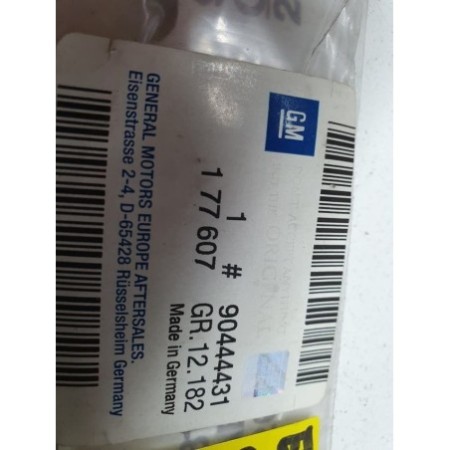 GM
1 # 90444431
1 77 607 GR.12.182
Made in Germany
GENERAL MOTORS EUROPE AFTERSALES.
Eisenstrasse 2-4, D-65428 Rüsselsheim Germany